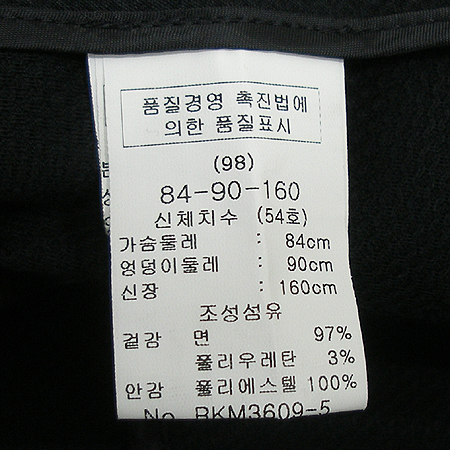 품질경영 촉진법에
의한 품질표시
(98)
84-90-160
신체치수 (54호)
가슴둘레 : 84cm
엉덩이둘레 : 90cm
신장 : 160cm
조성섬유
겉감 면 97%
폴리우레탄 3%
안감 폴리에스텔 100%
No. BKM3609-5